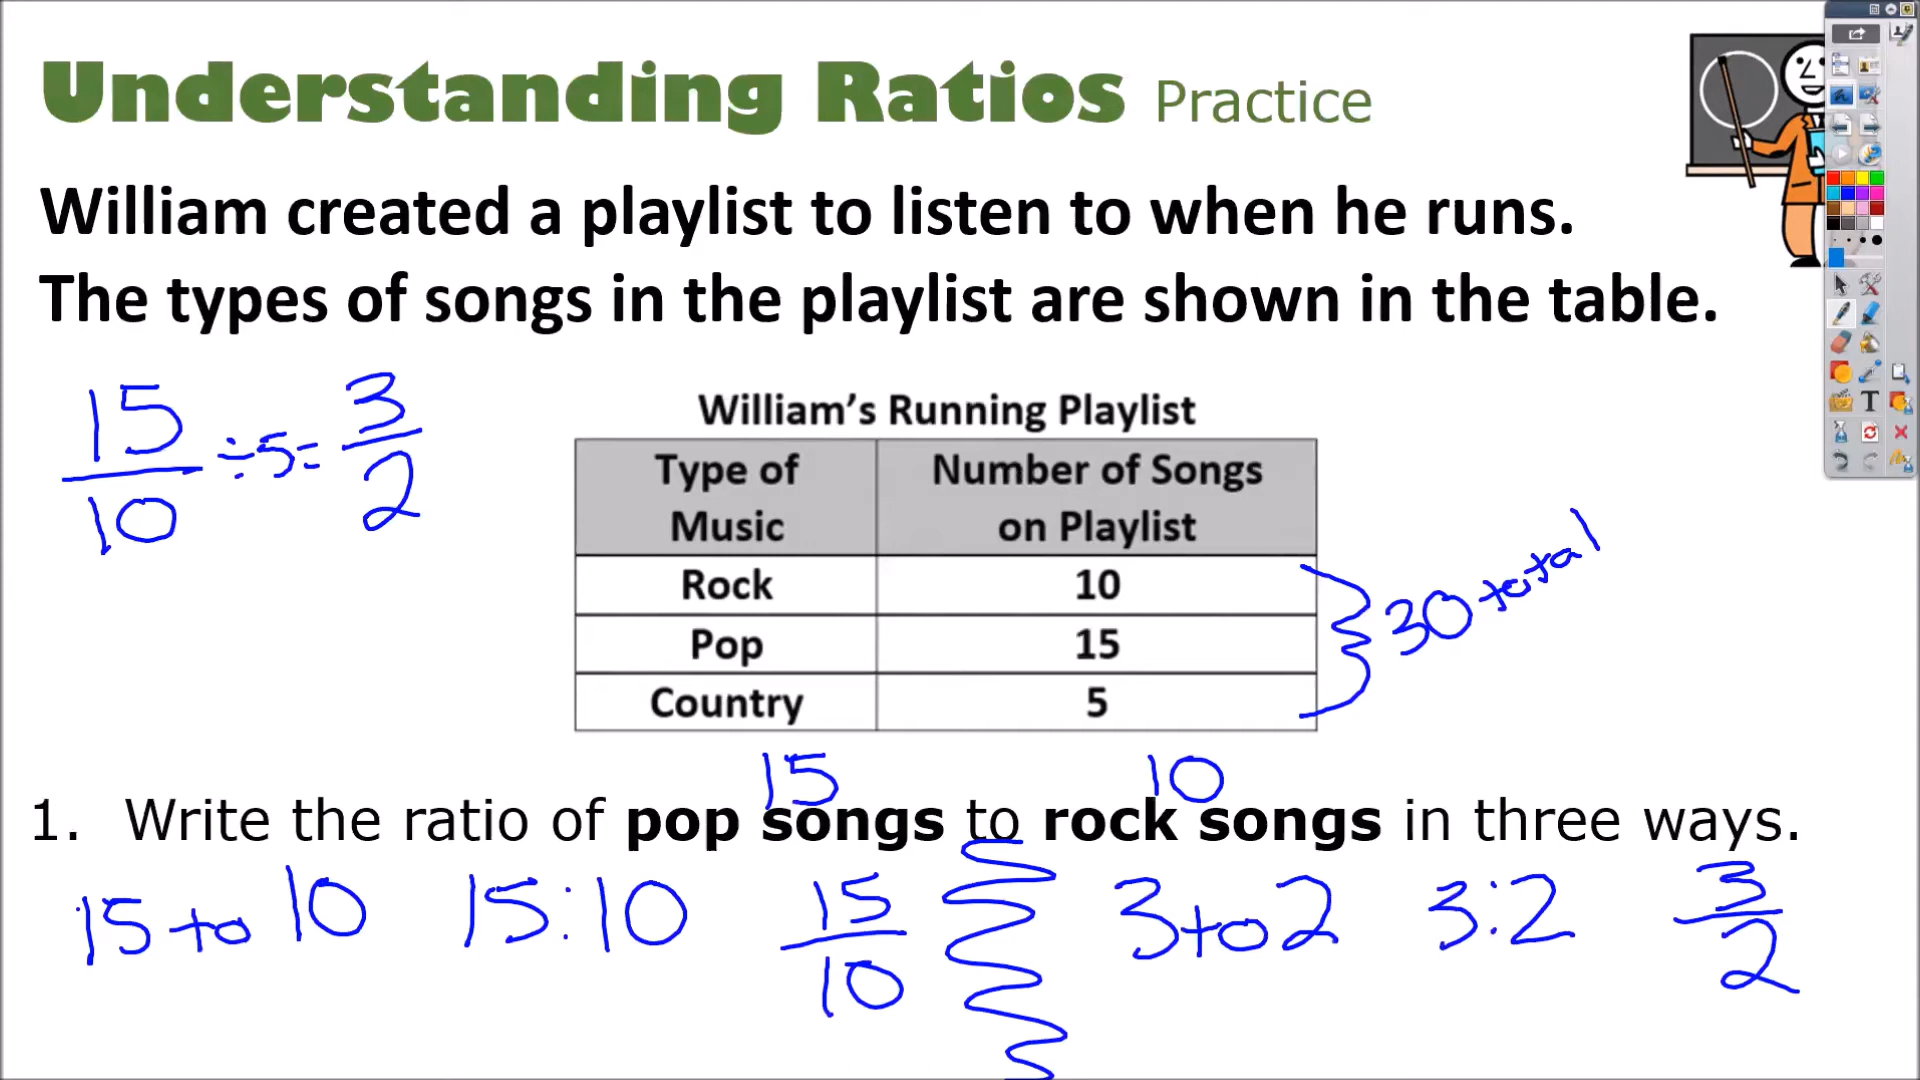 Understanding Ratios Practice
William created a playlist to listen to when he runs.
The types of songs in the playlist are shown in the table.
15/10 ÷5= 3/2
William's Running Playlist
Type of Music Number of Songs on Playlist
Rock 10
Pop 15
Country 5
30 total
15 10
1. Write the ratio of pop songs to rock songs in three ways.
15 to 10 15:10 15/10 3 to 2 3:2 3/2